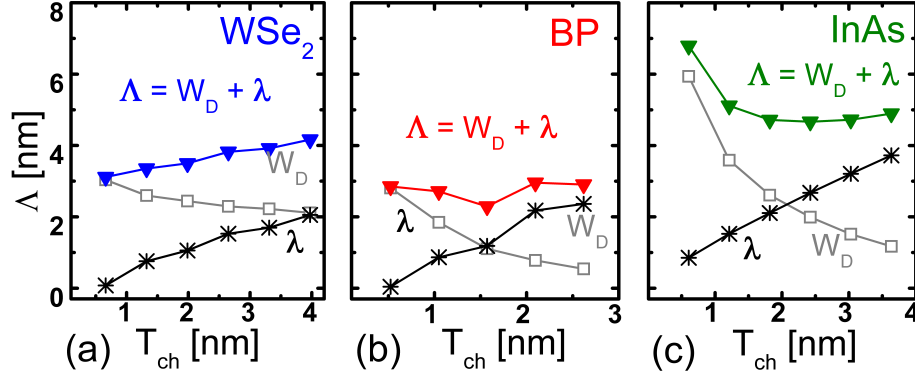 8
6
4
2
0
Λ [nm]
WSe2
Λ = WD + λ
WD
λ
1 2 3 4
(a) Tch [nm]
BP
Λ = WD + λ
λ
WD
1 2 3
(b) Tch [nm]
InAs
Λ = WD + λ
λ
WD
1 2 3 4
(c) Tch [nm]